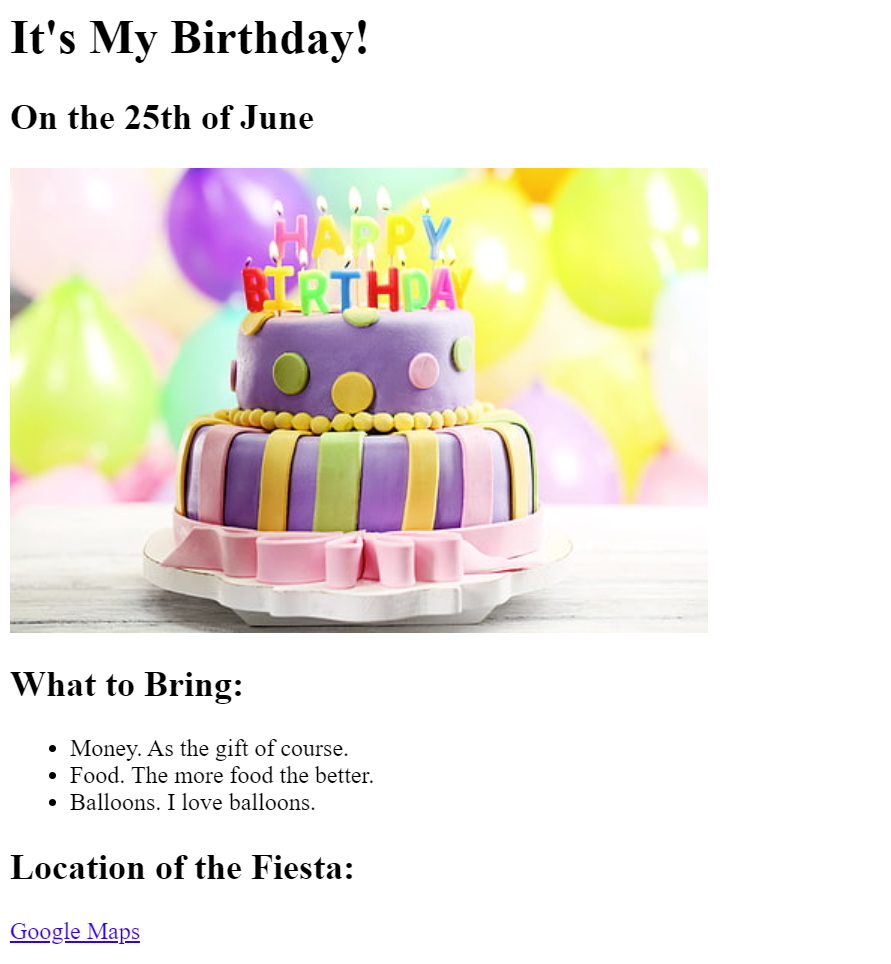 It's My Birthday!
On the 25th of June
HAPPY
BIRTHDAY
What to Bring:
Money. As the gift of course.
Food. The more food the better.
Balloons. I love balloons.
Location of the Fiesta:
Google Maps